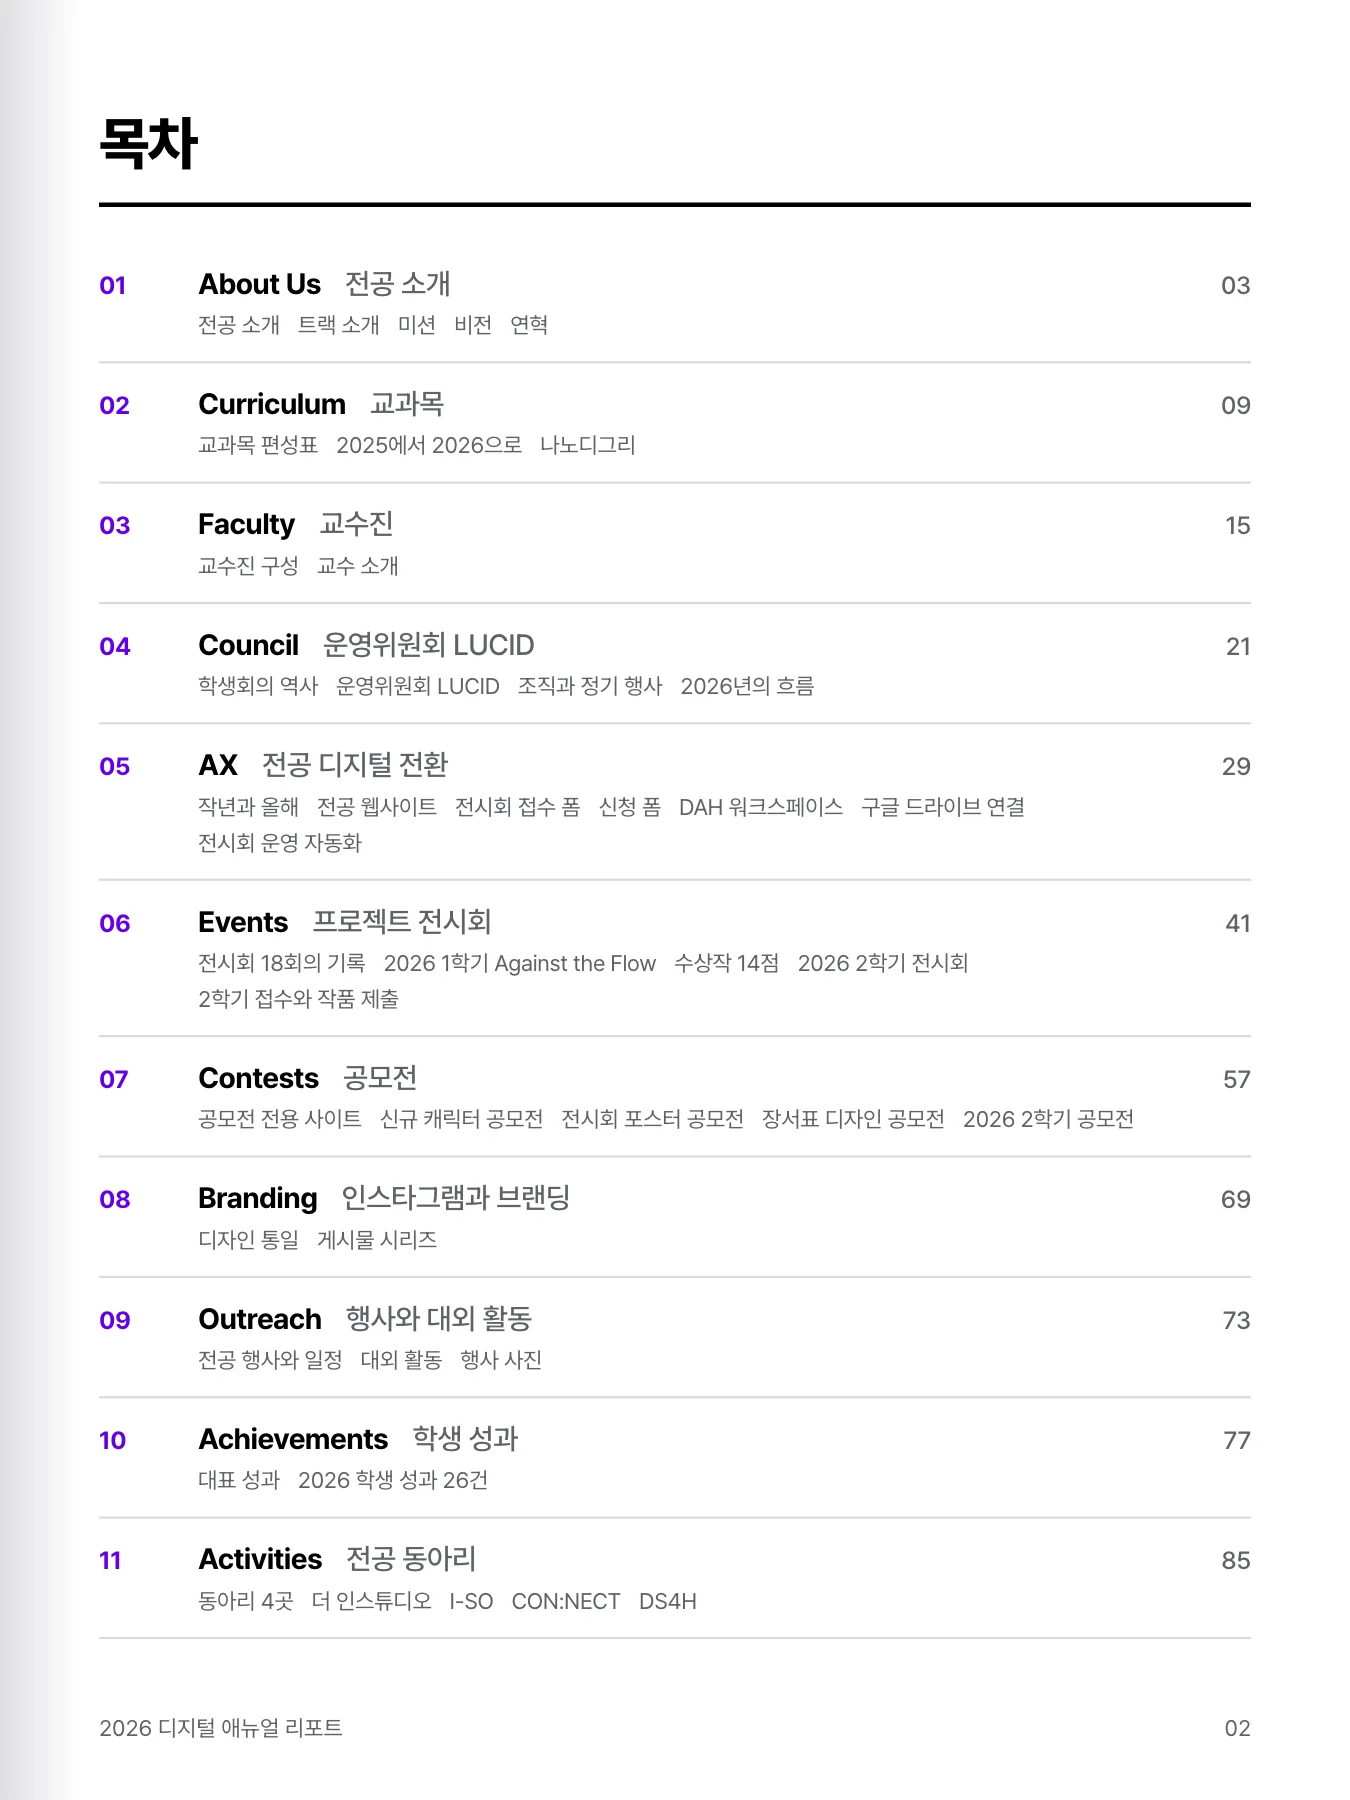 목차
01 About Us 전공 소개 03
전공 소개 트랙 소개 미션 비전 연혁
02 Curriculum 교과목 09
교과목 편성표 2025에서 2026으로 나노디그리
03 Faculty 교수진 15
교수진 구성 교수 소개
04 Council 운영위원회 LUCID 21
학생회의 역사 운영위원회 LUCID 조직과 정기 행사 2026년의 흐름
05 AX 전공 디지털 전환 29
작년과 올해 전공 웹사이트 전시회 접수 폼 신청 폼 DAH 워크스페이스 구글 드라이브 연결
전시회 운영 자동화
06 Events 프로젝트 전시회 41
전시회 18회의 기록 2026 1학기 Against the Flow 수상작 14점 2026 2학기 전시회
2학기 접수와 작품 제출
07 Contests 공모전 57
공모전 전용 사이트 신규 캐릭터 공모전 전시회 포스터 공모전 장서표 디자인 공모전 2026 2학기 공모전
08 Branding 인스타그램과 브랜딩 69
디자인 통일 게시물 시리즈
09 Outreach 행사와 대외 활동 73
전공 행사와 일정 대외 활동 행사 사진
10 Achievements 학생 성과 77
대표 성과 2026 학생 성과 26건
11 Activities 전공 동아리 85
동아리 4곳 더 인스튜디오 I-SO CON:NECT DS4H
2026 디지털 애뉴얼 리포트 02